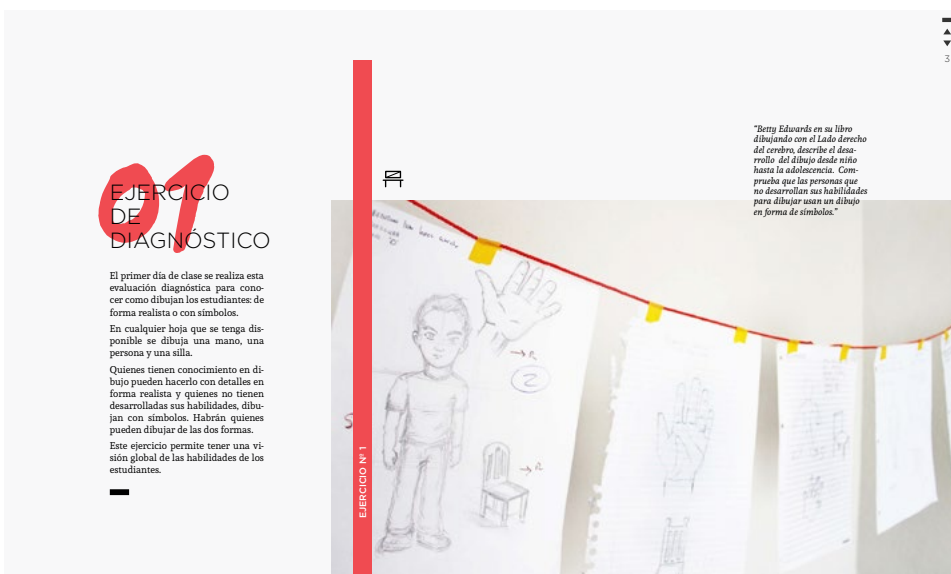 3
"Betty Edwards en su libro
dibujando con el Lado derecho
del cerebro, describe el desa-
rrollo del dibujo desde niño
hasta la adolescencia. Com-
prueba que las personas que
no desarrollan sus habilidades
para dibujar usan un dibujo
en forma de símbolos."
01
EJERCICIO
DE
DIAGNÓSTICO
El primer día de clase se realiza esta
evaluación diagnóstica para cono-
cer como dibujan los estudiantes: de
forma realista o con símbolos.
En cualquier hoja que se tenga dis-
ponible se dibuja una mano, una
persona y una silla.
Quienes tienen conocimiento en di-
bujo pueden hacerlo con detalles en
forma realista y quienes no tienen
desarrolladas sus habilidades, dibu-
jan con símbolos. Habrán quienes
pueden dibujar de las dos formas.
Este ejercicio permite tener una vi-
sión global de las habilidades de los
estudiantes.
EJERCICIO Nº 1
2
S